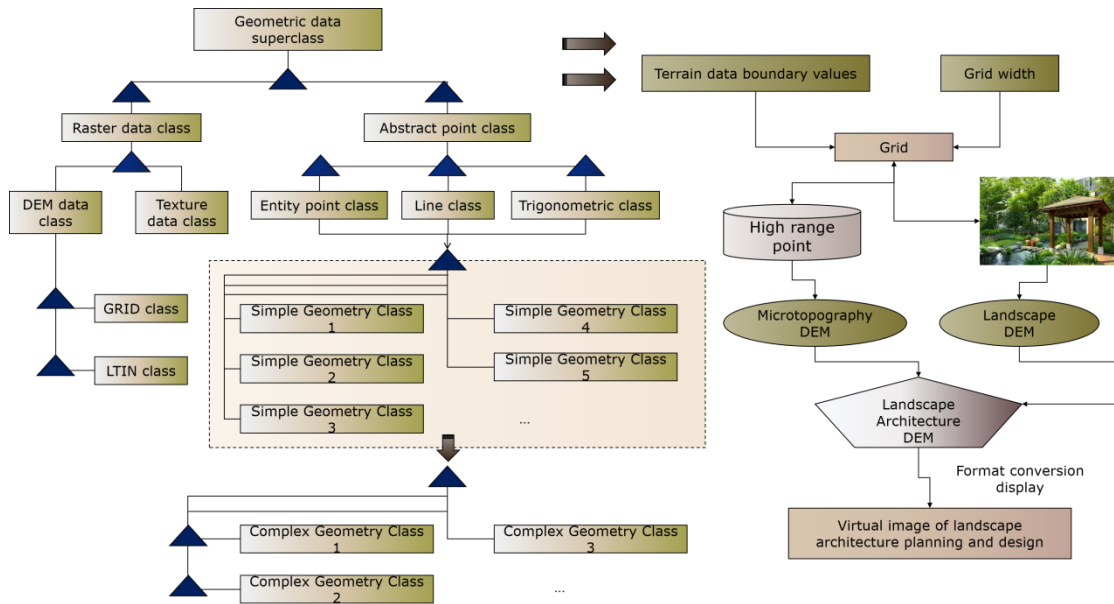 Geometric data
superclass
Raster data class
Abstract point class
DEM data
class
Texture
data class
Entity point class
Line class
Trigonometric class
GRID class
LTIN class
Simple Geometry Class
1
Simple Geometry Class
4
Simple Geometry Class
2
Simple Geometry Class
5
Simple Geometry Class
3
...
Complex Geometry Class
1
Complex Geometry Class
3
Complex Geometry Class
2
...
Terrain data boundary values
Grid width
Grid
High range
point
Microtopography
DEM
Landscape
DEM
Landscape
Architecture
DEM
Format conversion
display
Virtual image of landscape
architecture planning and design